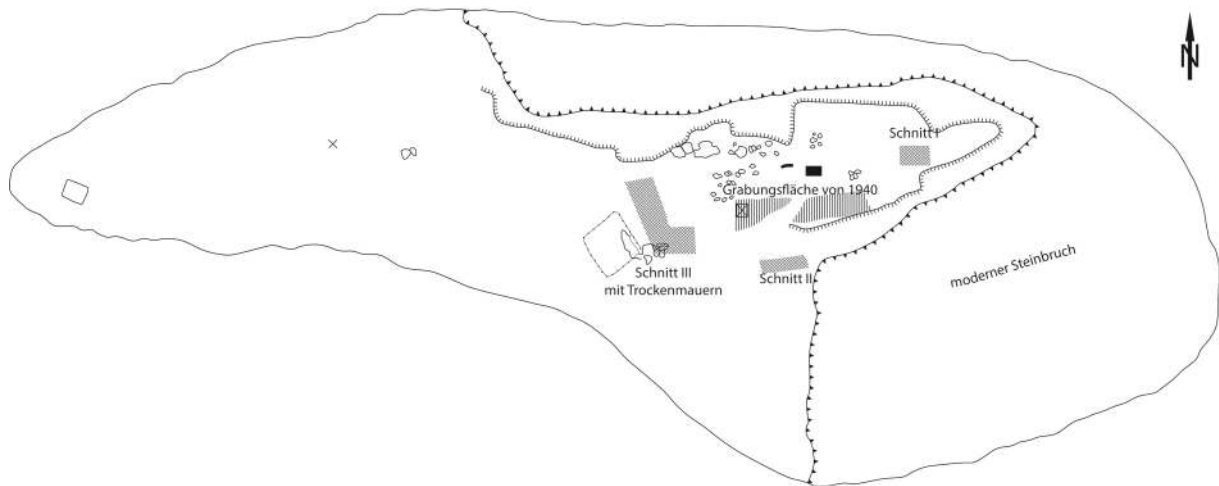 N
Schnitt I
Grabungsfläche von 1940
Schnitt III
mit Trockenmauern
Schnitt II
moderner Steinbruch